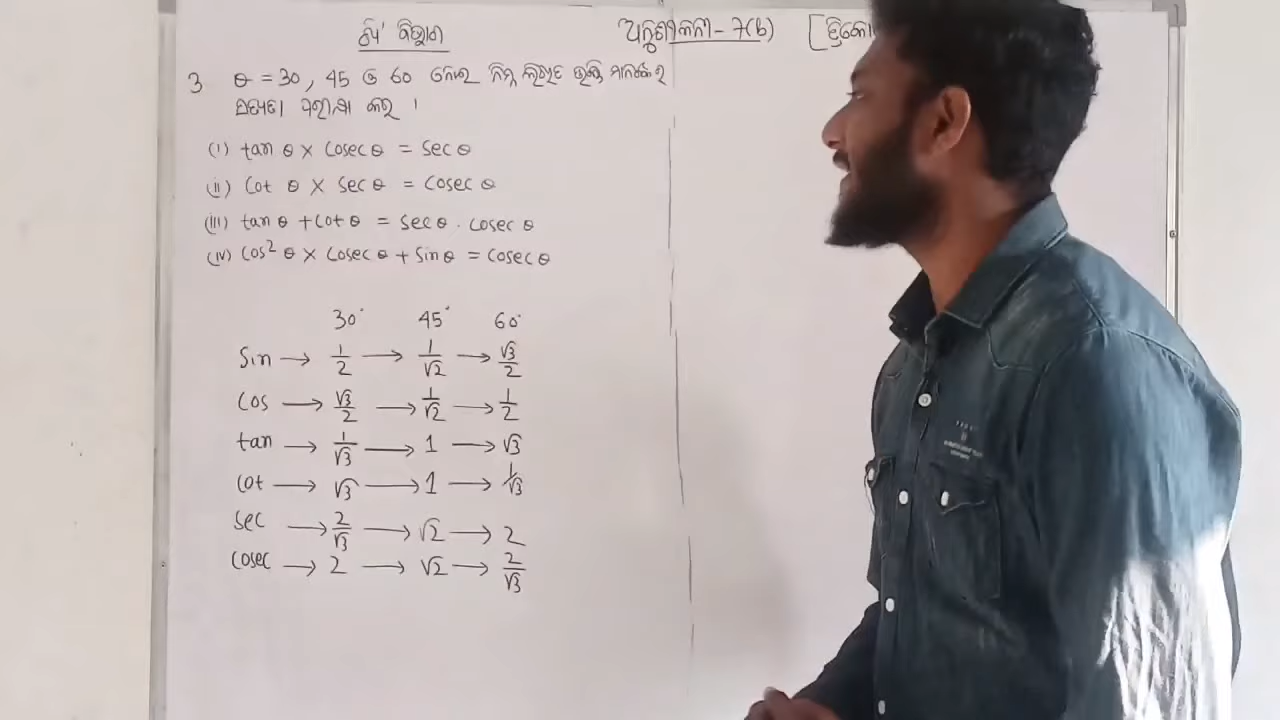 'ଖ' ବିଭାଗ
ଅନୁଶୀଳନୀ - 7(b)
3 θ = 30, 45 ଓ 60 ନେଇ ନିମ୍ନ ଲିଖିତ ଉକ୍ତି ମାନଙ୍କର
ସତ୍ୟତା ପରୀକ୍ଷା କର ।
(i) tan θ × Cosec θ = Sec θ
(ii) Cot θ × Sec θ = Cosec θ
(iii) tan θ + Cot θ = Sec θ . Cosec θ
(iv) Cos² θ × Cosec θ + Sin θ = Cosec θ
30° 45° 60°
Sin → 1/2 → 1/√2 → √3/2
Cos → √3/2 → 1/√2 → 1/2
tan → 1/√3 → 1 → √3
Cot → √3 → 1 → 1/√3
Sec → 2/√3 → √2 → 2
Cosec → 2 → √2 → 2/√3